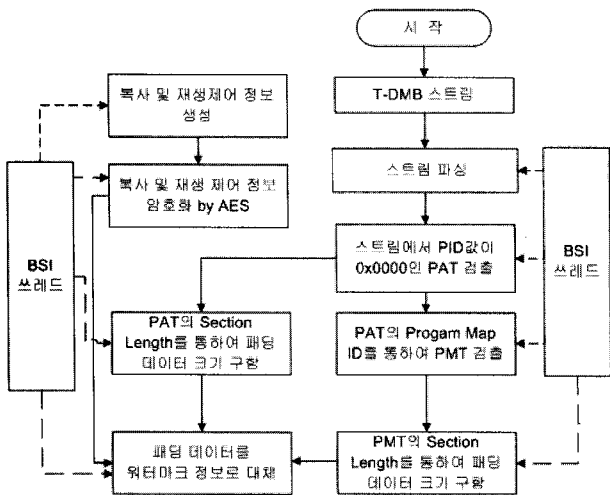 시 작
T-DMB 스트림
스트림 파싱
스트림에서 PID값이
0x0000인 PAT 검출
PAT의 Progam Map
ID를 통하여 PMT 검출
PMT의 Section
Length를 통하여 패딩
데이터 크기 구함
BSI
쓰레드
복사 및 재생제어 정보
생성
복사 및 재생 제어 정보
암호화 by AES
PAT의 Section
Length를 통하여 패딩
데이터 크기 구함
패딩 데이터를
워터마크 정보로 대체
BSI
쓰레드